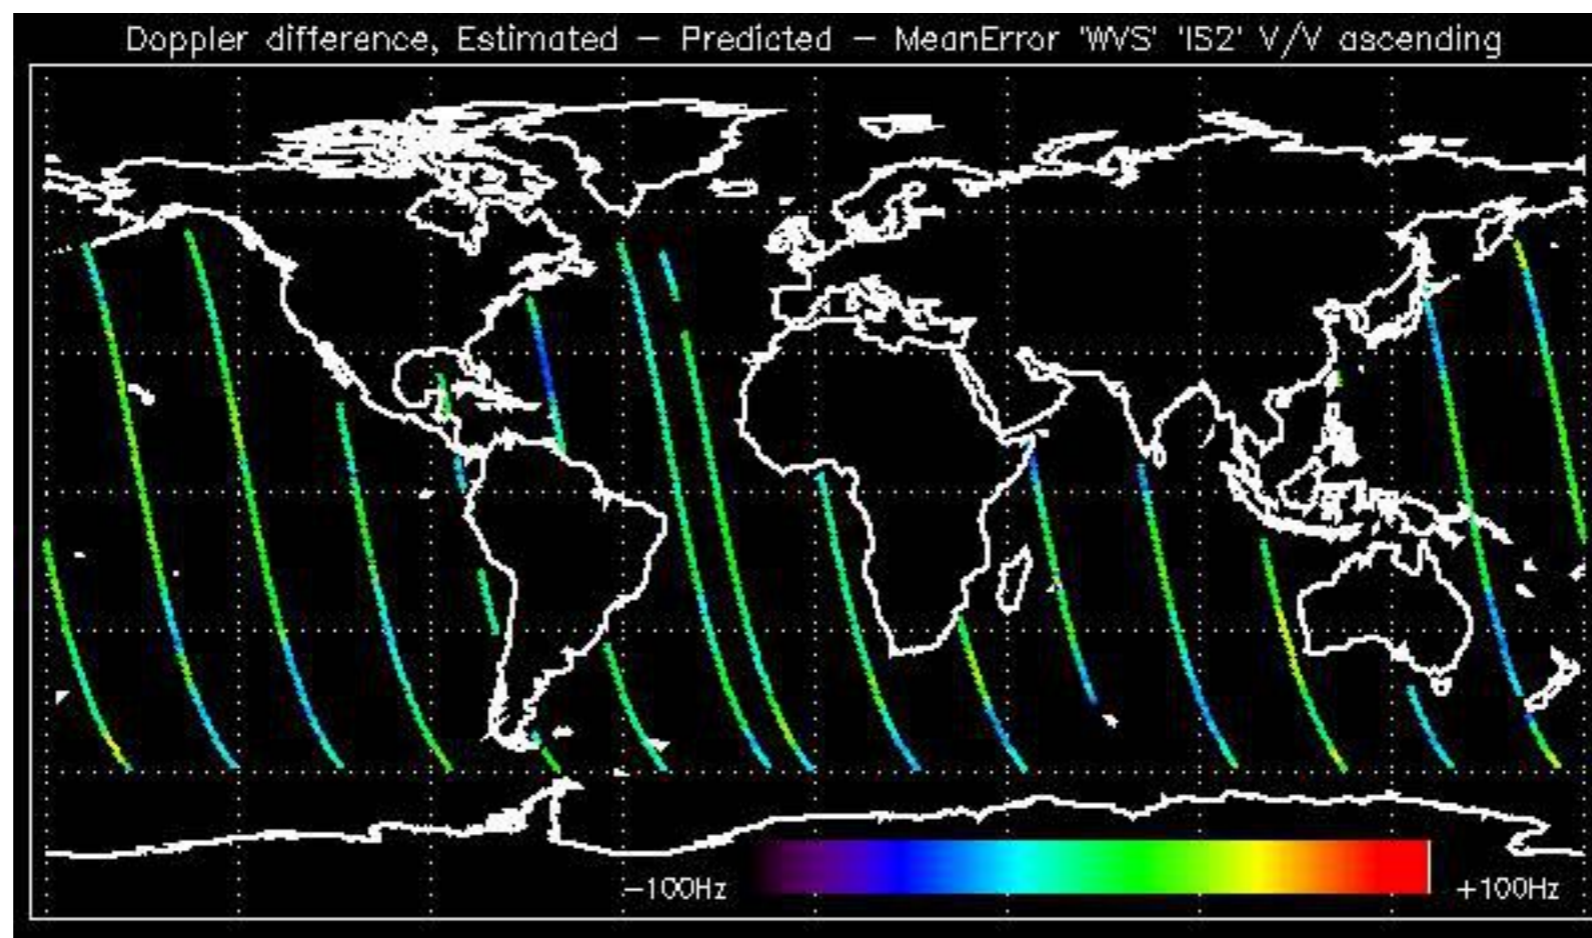 Doppler difference, Estimated – Predicted – MeanError 'WVS' 'IS2' V/V ascending
–100Hz +100Hz